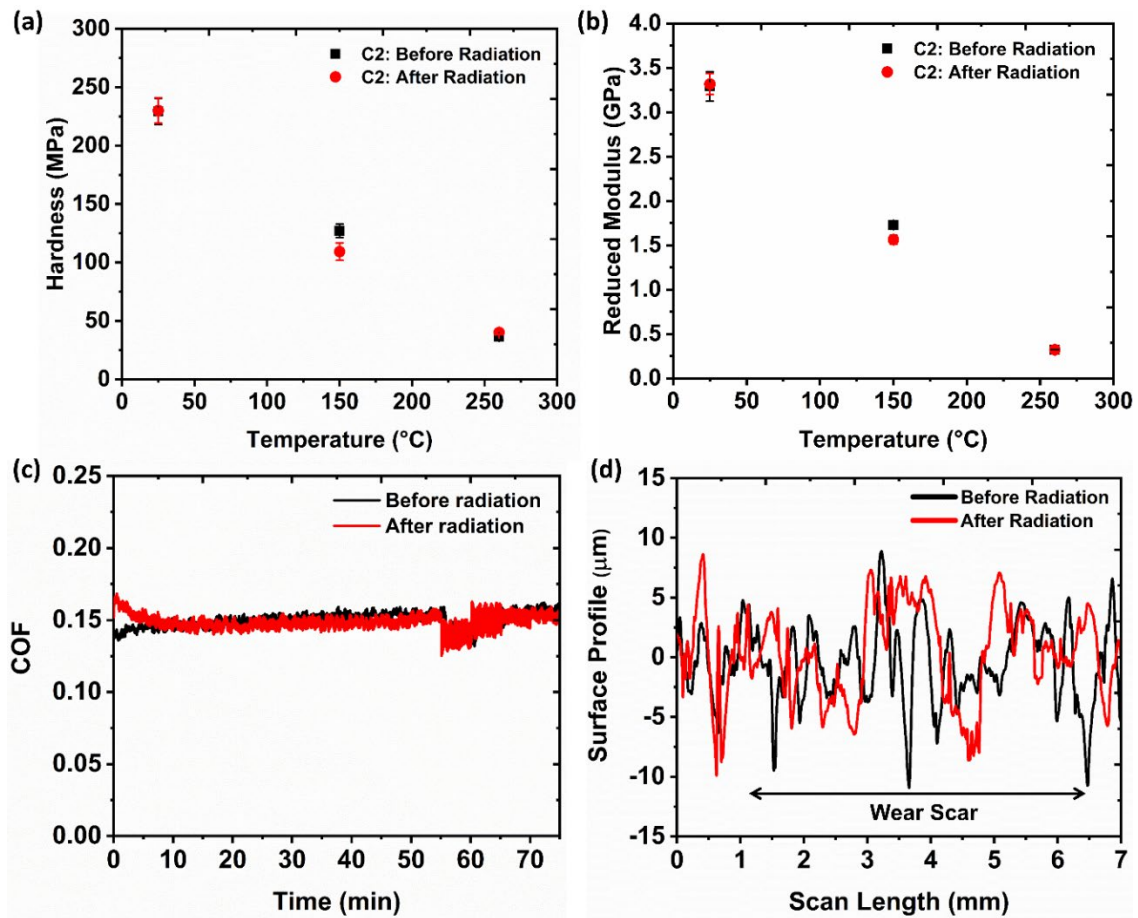 (a)
300
250
200
150
100
50
0
Hardness (MPa)
C2: Before Radiation
C2: After Radiation
0 50 100 150 200 250 300
Temperature (°C)
(b)
4.0
3.5
3.0
2.5
2.0
1.5
1.0
0.5
0.0
Reduced Modulus (GPa)
C2: Before Radiation
C2: After Radiation
0 50 100 150 200 250 300
Temperature (°C)
(c)
0.25
0.20
0.15
0.10
0.05
0.00
COF
Before radiation
After radiation
0 10 20 30 40 50 60 70
Time (min)
(d)
15
10
5
0
-5
-10
-15
Surface Profile (μm)
Before Radiation
After Radiation
Wear Scar
0 1 2 3 4 5 6 7
Scan Length (mm)